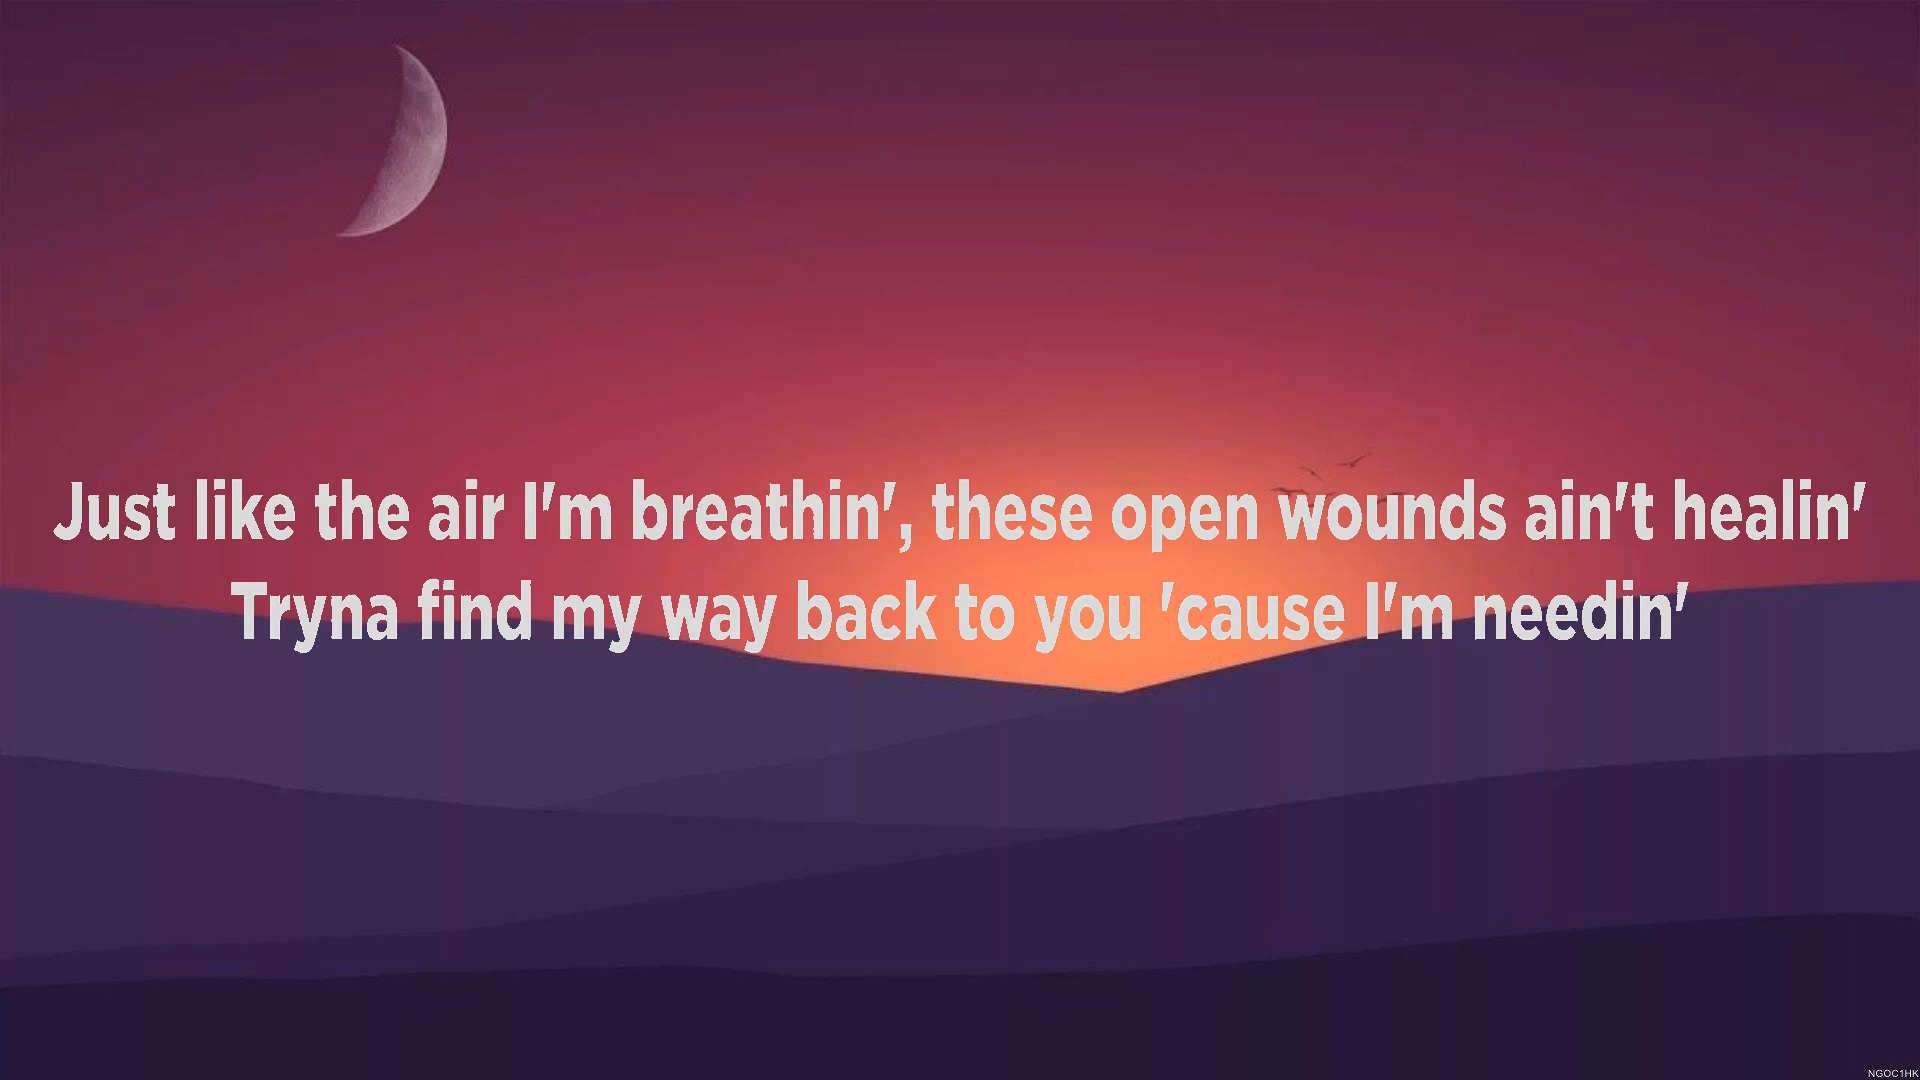 Just like the air I'm breathin', these open wounds ain't healin'
Tryna find my way back to you 'cause I'm needin'
NGOC1HK